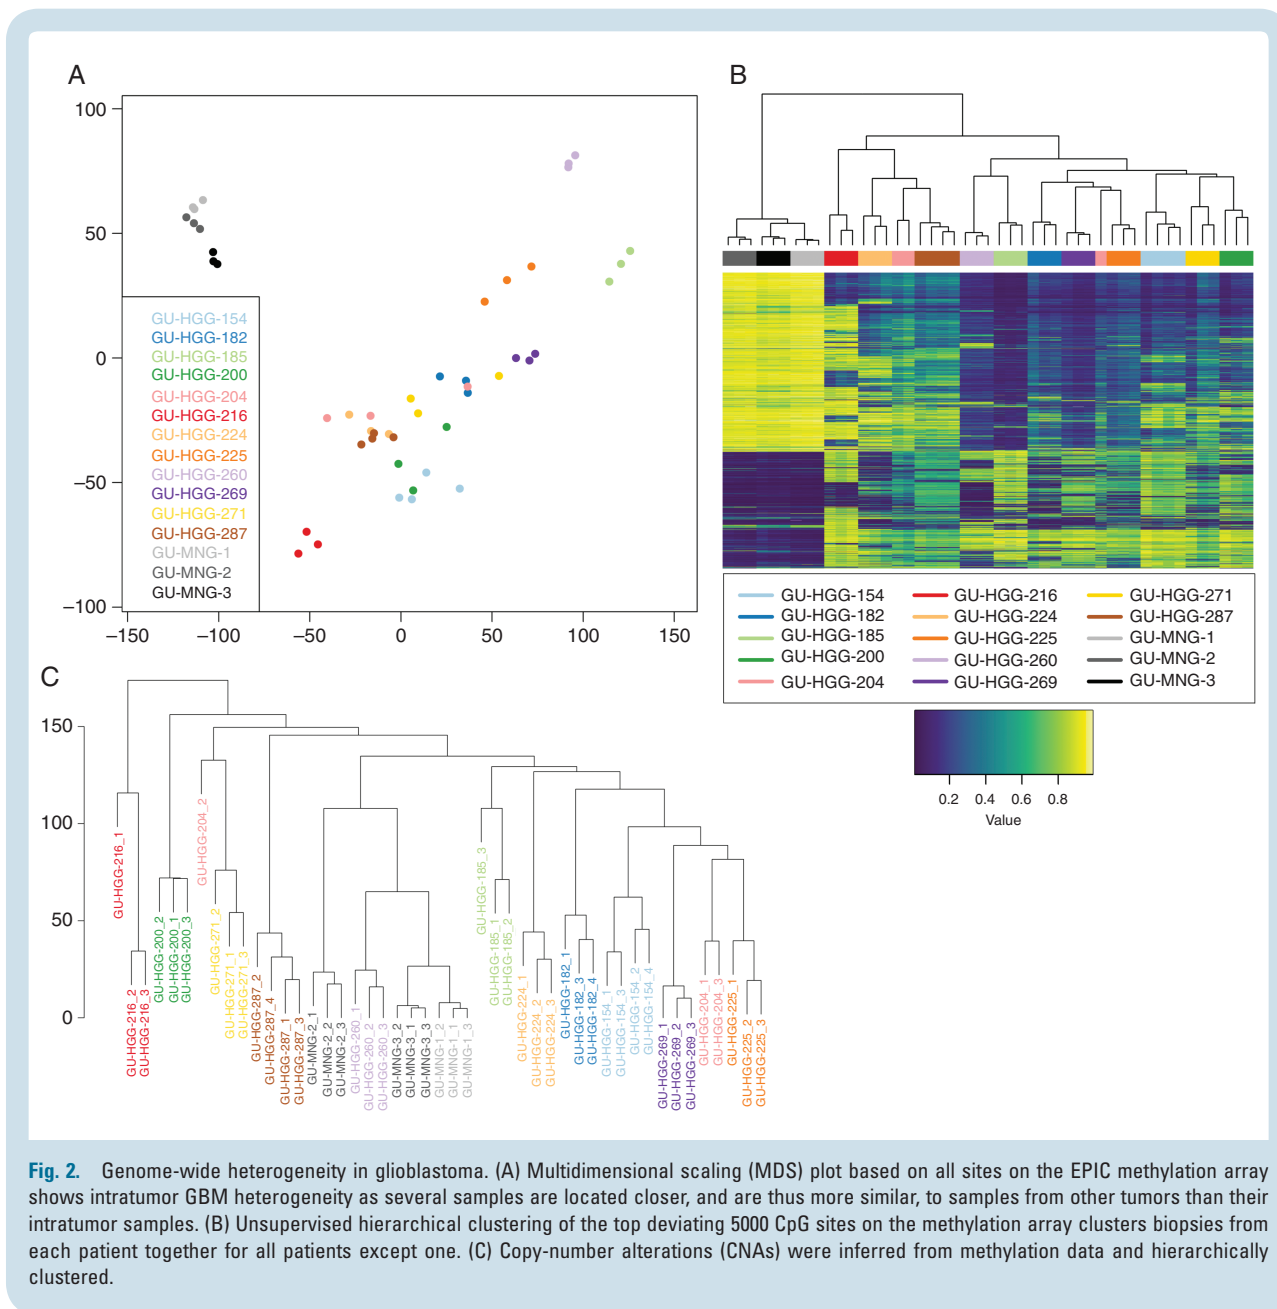 A
100
50
0
−50
−100
−150
−100
−50
0
50
100
150
GU-HGG-154
GU-HGG-182
GU-HGG-185
GU-HGG-200
GU-HGG-204
GU-HGG-216
GU-HGG-224
GU-HGG-225
GU-HGG-260
GU-HGG-269
GU-HGG-271
GU-HGG-287
GU-MNG-1
GU-MNG-2
GU-MNG-3
B
GU-HGG-154
GU-HGG-182
GU-HGG-185
GU-HGG-200
GU-HGG-204
GU-HGG-216
GU-HGG-224
GU-HGG-225
GU-HGG-260
GU-HGG-269
GU-HGG-271
GU-HGG-287
GU-MNG-1
GU-MNG-2
GU-MNG-3
0.2 0.4 0.6 0.8
Value
C
150
100
50
0
GU-HGG-216_1
GU-HGG-216_2
GU-HGG-216_3
GU-HGG-200_2
GU-HGG-200_1
GU-HGG-200_3
GU-HGG-204_2
GU-HGG-271_2
GU-HGG-271_1
GU-HGG-271_3
GU-HGG-287_2
GU-HGG-287_4
GU-HGG-287_1
GU-HGG-287_3
GU-MNG-2_1
GU-MNG-2_2
GU-MNG-2_3
GU-HGG-260_1
GU-HGG-260_2
GU-HGG-260_3
GU-MNG-3_2
GU-MNG-3_1
GU-MNG-3_3
GU-MNG-1_2
GU-MNG-1_1
GU-MNG-1_3
GU-HGG-185_3
GU-HGG-185_1
GU-HGG-185_2
GU-HGG-224_1
GU-HGG-224_2
GU-HGG-224_3
GU-HGG-182_1
GU-HGG-182_3
GU-HGG-182_4
GU-HGG-154_1
GU-HGG-154_3
GU-HGG-154_2
GU-HGG-154_4
GU-HGG-269_1
GU-HGG-269_2
GU-HGG-269_3
GU-HGG-204_1
GU-HGG-204_3
GU-HGG-225_1
GU-HGG-225_2
GU-HGG-225_3
Fig. 2. Genome-wide heterogeneity in glioblastoma. (A) Multidimensional scaling (MDS) plot based on all sites on the EPIC methylation array
shows intratumor GBM heterogeneity as several samples are located closer, and are thus more similar, to samples from other tumors than their
intratumor samples. (B) Unsupervised hierarchical clustering of the top deviating 5000 CpG sites on the methylation array clusters biopsies from
each patient together for all patients except one. (C) Copy-number alterations (CNAs) were inferred from methylation data and hierarchically
clustered.